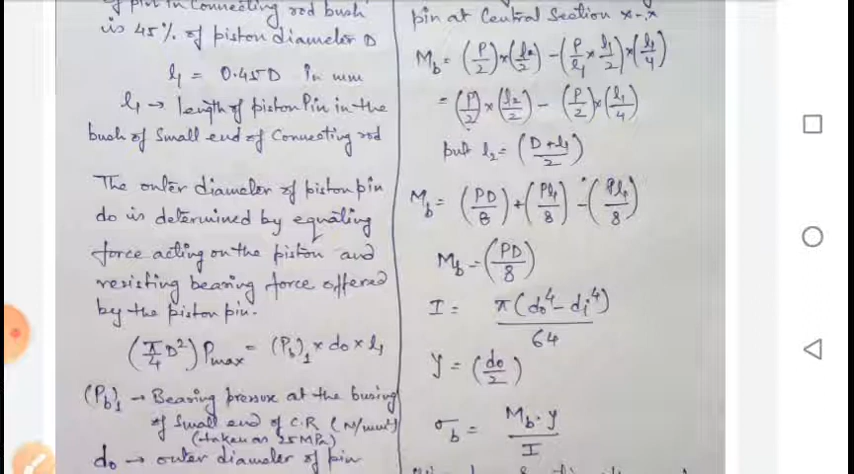 of pin in Connecting rod bush
is 45% of piston diameter D
l₁ = 0.45D in mm
l₁ → length of piston Pin in the
bush of Small end of Connecting rod
The outer diameter of piston pin
do is determined by equating
force acting on the piston and
resisting bearing force offered
by the piston pin.
(π/4 D²) Pmax = (Pb)₁ × do × l₁
(Pb)₁ → Bearing pressure at the busing
of Small end of C.R (N/mm²)
(taken as 25 MPa)
do → outer diameter of pin
pin at Central Section x-x
Mb = (P/2) × (l₂/2) - (P/l₁ × l₁/2) × (l₁/4)
= (P/2) × (l₂/2) - (P/2) × (l₁/4)
put l₂ = (D + l₁/2)
Mb = (PD/8) + (Pl₁/8) - (Pl₁/8)
Mb = (PD/8)
I = π(do⁴ - di⁴)/64
y = (do/2)
σb = Mb·y/I